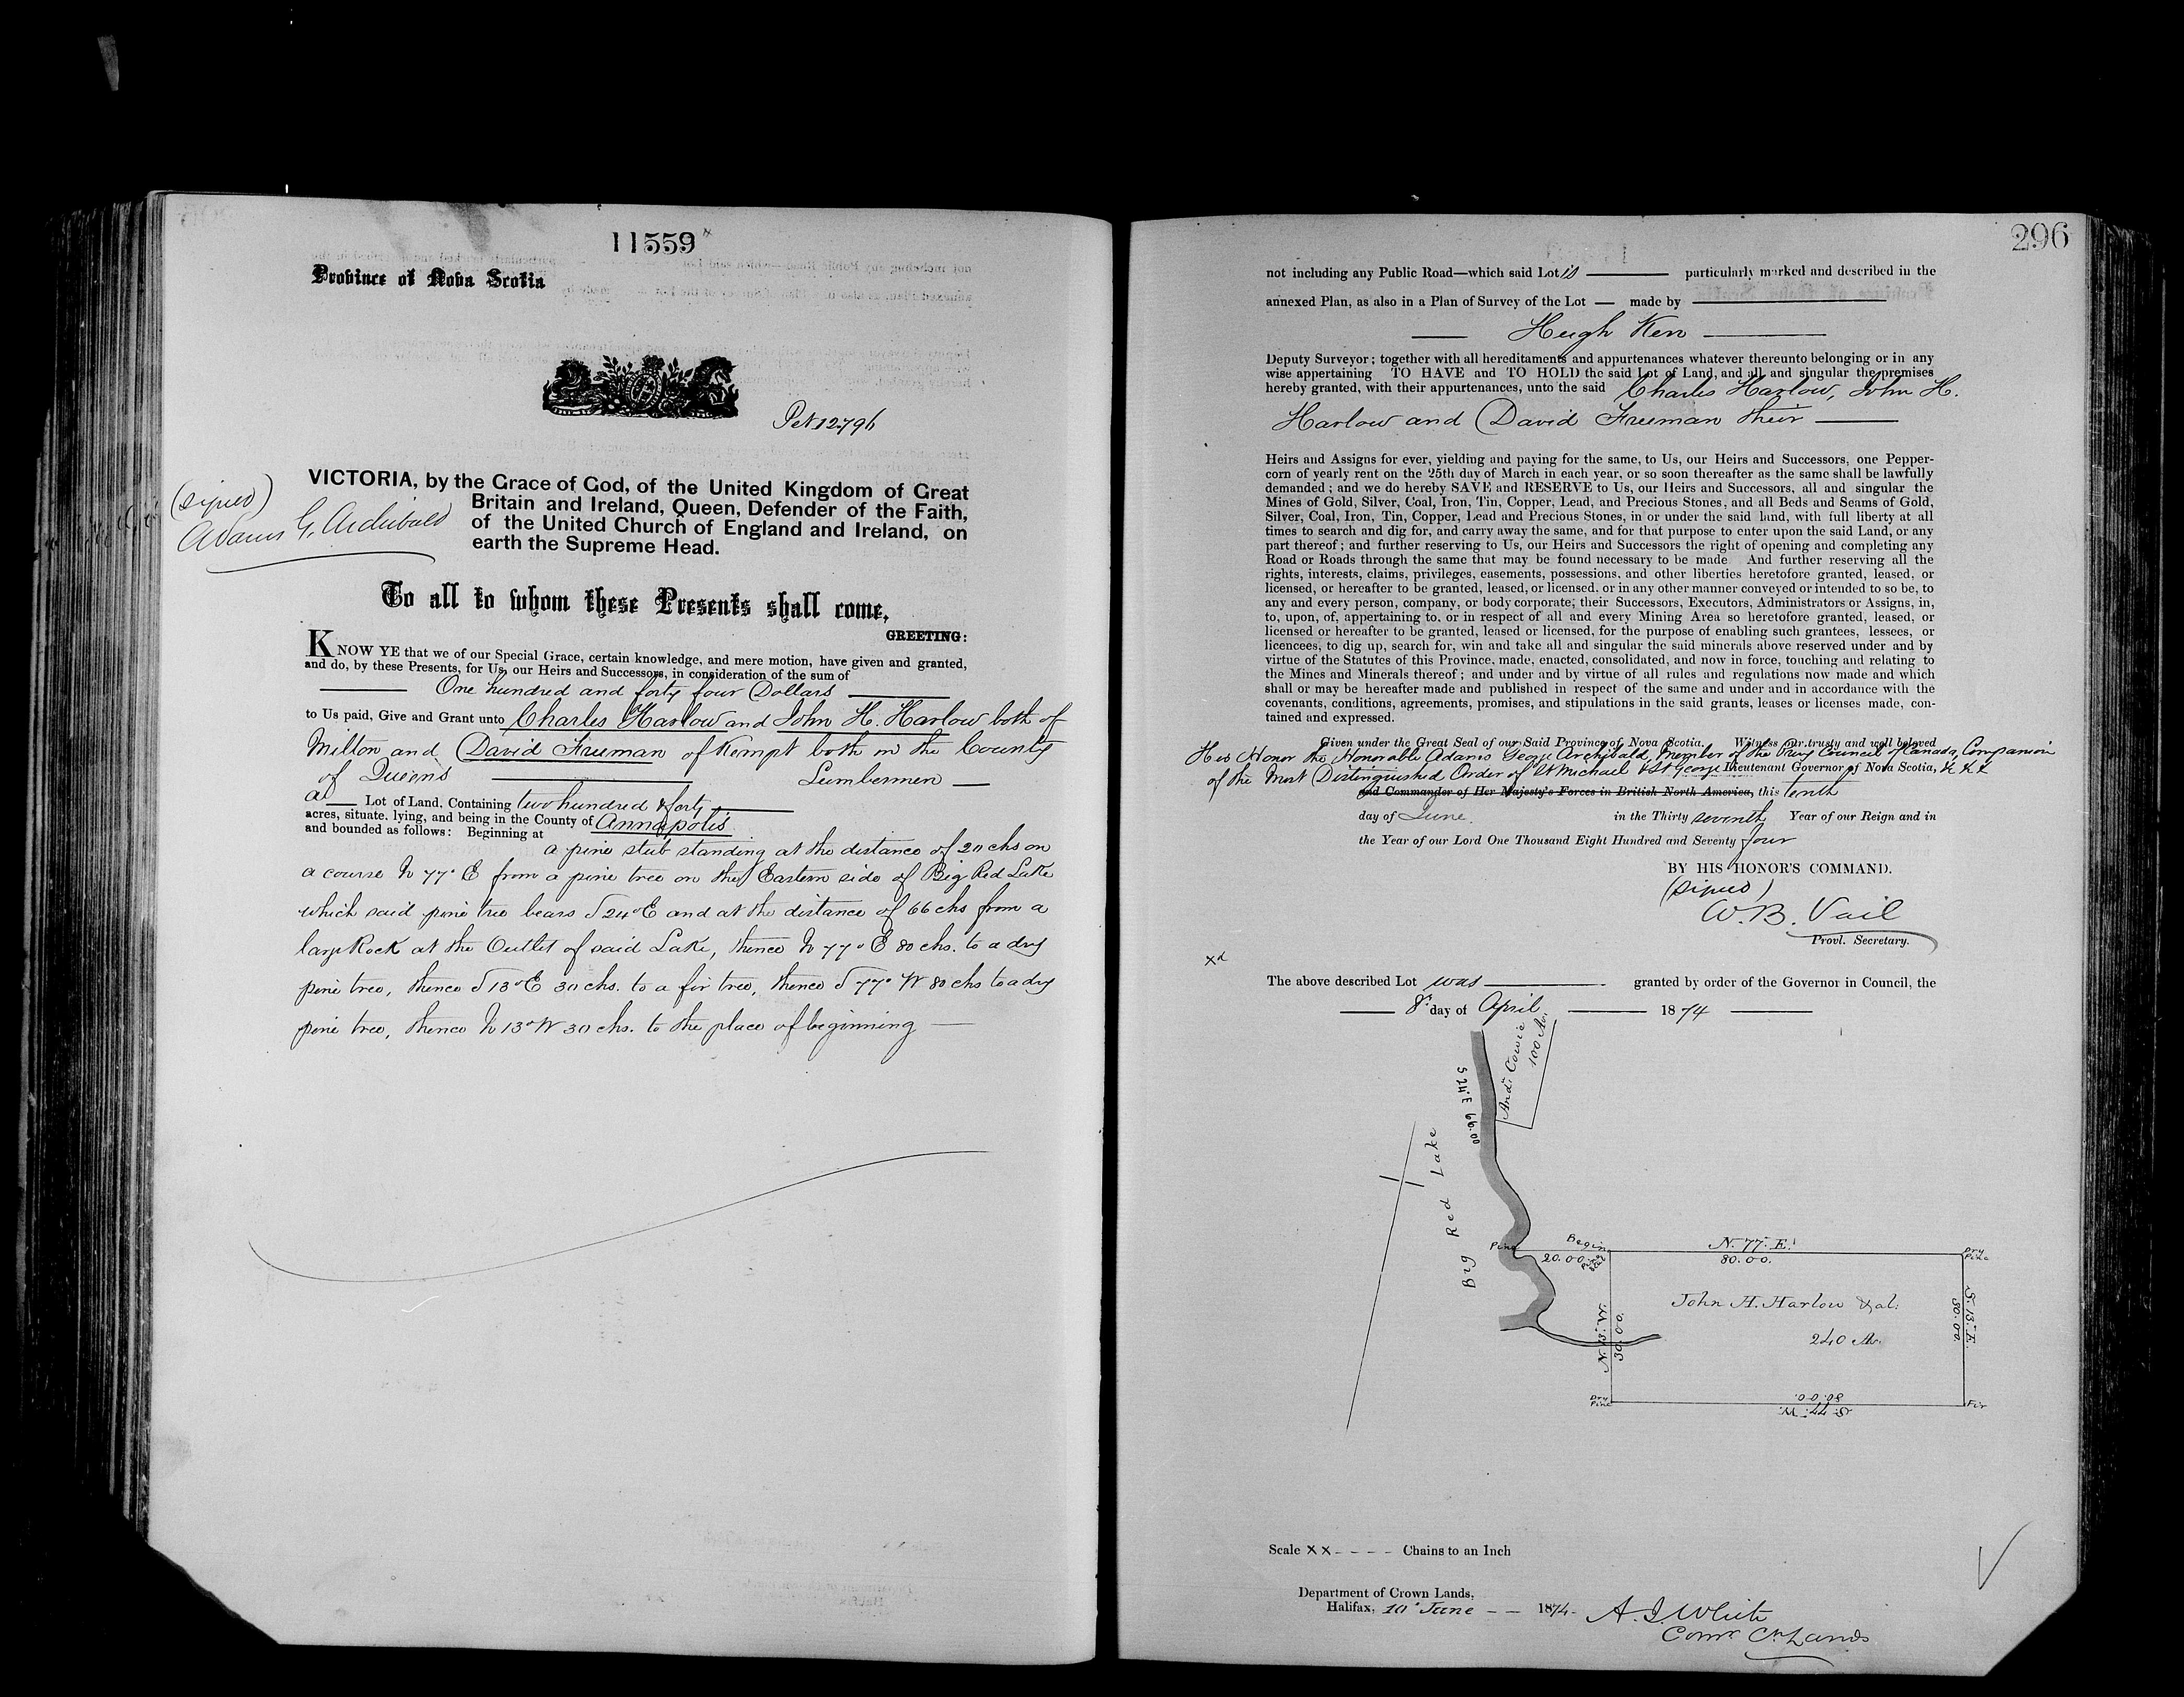 11559
Province of Nova Scotia
Pet 12796
(signed)
Adams G. Archibald
VICTORIA, by the Grace of God, of the United Kingdom of Great
Britain and Ireland, Queen, Defender of the Faith,
of the United Church of England and Ireland, on
earth the Supreme Head.
To all to whom these Presents shall come,
GREETING:
KNOW YE that we of our Special Grace, certain knowledge, and mere motion, have given and granted,
and do, by these Presents, for Us, our Heirs and Successors, in consideration of the sum of
One hundred and forty four Dollars
to Us paid, Give and Grant unto Charles Harlow and John H. Harlow both of
Milton and David Freeman of Kempt both in the County
of Queens Lumbermen
a Lot of Land, Containing two hundred & forty
acres, situate, lying, and being in the County of Annapolis
and bounded as follows: Beginning at
a pine stub standing at the distance of 20 chs on
a course N 77° E from a pine tree on the Eastern side of Big Red Lake
which said pine tree bears S 24° E and at the distance of 66 chs from a
large Rock at the Outlet of said Lake, thence N 77° E 80 chs. to a dry
pine tree, thence S 13° E 30 chs. to a fir tree, thence S 77° W 80 chs to a dry
pine tree, thence N 13° W 30 chs. to the place of beginning
296
not including any Public Road—which said Lot is particularly marked and described in the
annexed Plan, as also in a Plan of Survey of the Lot made by
Hugh Kerr
Deputy Surveyor; together with all hereditaments and appurtenances whatever thereunto belonging or in any
wise appertaining TO HAVE and TO HOLD the said Lot of Land, and all and singular the premises
hereby granted, with their appurtenances, unto the said Charles Harlow, John H.
Harlow and David Freeman their
Heirs and Assigns for ever, yielding and paying for the same, to Us, our Heirs and Successors, one Pepper-
corn of yearly rent on the 25th day of March in each year, or so soon thereafter as the same shall be lawfully
demanded; and we do hereby SAVE and RESERVE to Us, our Heirs and Successors, all and singular the
Mines of Gold, Silver, Coal, Iron, Tin, Copper, Lead, and Precious Stones, and all Beds and Seams of Gold,
Silver, Coal, Iron, Tin, Copper, Lead and Precious Stones, in or under the said land, with full liberty at all
times to search and dig for, and carry away the same, and for that purpose to enter upon the said Land, or any
part thereof; and further reserving to Us, our Heirs and Successors the right of opening and completing any
Road or Roads through the same that may be found necessary to be made And further reserving all the
rights, interests, claims, privileges, easements, possessions, and other liberties heretofore granted, leased, or
licensed, or hereafter to be granted, leased, or licensed, or in any other manner conveyed or intended to so be, to
any and every person, company, or body corporate; their Successors, Executors, Administrators or Assigns, in,
to, upon, of, appertaining to, or in respect of all and every Mining Area so heretofore granted, leased, or
licensed or hereafter to be granted, leased or licensed, for the purpose of enabling such grantees, lessees, or
licencees, to dig up, search for, win and take all and singular the said minerals above reserved under and by
virtue of the Statutes of this Province, made, enacted, consolidated, and now in force, touching and relating to
the Mines and Minerals thereof; and under and by virtue of all rules and regulations now made and which
shall or may be hereafter made and published in respect of the same and under and in accordance with the
covenants, conditions, agreements, promises, and stipulations in the said grants, leases or licenses made, con-
tained and expressed.
Given under the Great Seal of our Said Province of Nova Scotia. Witness our trusty and well beloved
His Honor the Honorable Adams George Archibald, Member of the Privy Council of Canada, Companion
of the Most Distinguished Order of St Michael & St George Lieutenant Governor of Nova Scotia, &c &c &c
and Commander of Her Majesty's Forces in British North America, this tenth
day of June. in the Thirty seventh Year of our Reign and in
the Year of our Lord One Thousand Eight Hundred and Seventy four
BY HIS HONOR'S COMMAND.
(signed)
W. B. Vail
Provl. Secretary.
xd
The above described Lot was granted by order of the Governor in Council, the
8th day of April 1874
Andw Cowie
100 Ac.
S 24° E 66.00
Big Red Lake
Pine
Begin
20.00
Pine Stub
N. 77° E.
80.00.
Dry Pine
John H. Harlow & al:
240 Ac.
N. 13° W.
30.00.
S. 13° E.
30.00.
Dry Pine
80.00.
S. 77° W.
Fir
Scale x x Chains to an Inch
Department of Crown Lands,
Halifax, 10th June 1874
A. J. White
Comr Cn Lands